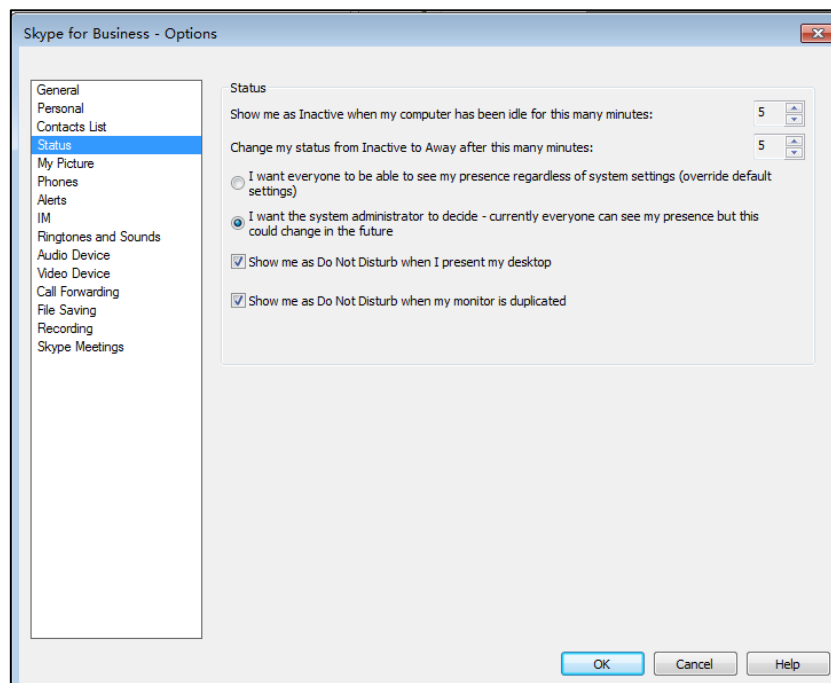 Skype for Business - Options
General
Personal
Contacts List
Status
My Picture
Phones
Alerts
IM
Ringtones and Sounds
Audio Device
Video Device
Call Forwarding
File Saving
Recording
Skype Meetings
Status
Show me as Inactive when my computer has been idle for this many minutes: 5
Change my status from Inactive to Away after this many minutes: 5
I want everyone to be able to see my presence regardless of system settings (override default
settings)
I want the system administrator to decide - currently everyone can see my presence but this
could change in the future
Show me as Do Not Disturb when I present my desktop
Show me as Do Not Disturb when my monitor is duplicated
OK Cancel Help